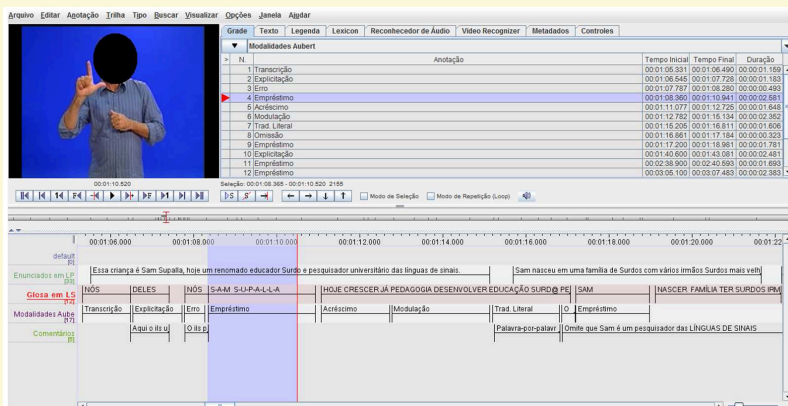 Arquivo Editar Anotação Trilha Tipo Buscar Visualizar Opções Janela Ajudar
Grade Texto Legenda Lexicon Reconhecedor de Áudio Video Recognizer Metadados Controles
Modalidades Aubert
> N. Anotação Tempo Inicial Tempo Final Duração
1 Transcrição 00:01:05.331 00:01:06.490 00:00:01.159
2 Explicitação 00:01:06.545 00:01:07.728 00:00:01.183
3 Erro 00:01:07.787 00:01:08.280 00:00:00.493
4 Empréstimo 00:01:08.360 00:01:10.941 00:00:02.581
5 Acréscimo 00:01:11.077 00:01:12.725 00:00:01.648
6 Modulação 00:01:12.782 00:01:15.134 00:00:02.352
7 Trad. Literal 00:01:15.205 00:01:16.811 00:00:01.606
8 Omissão 00:01:16.861 00:01:17.184 00:00:00.323
9 Empréstimo 00:01:17.200 00:01:18.981 00:00:01.781
10 Explicitação 00:01:40.600 00:01:43.081 00:00:02.481
11 Empréstimo 00:02:38.900 00:02:40.593 00:00:01.693
12 Empréstimo 00:03:05.100 00:03:07.483 00:00:02.383
00:01:10.520
Seleção: 00:01:08.365 - 00:01:10.520 2155
Modo de Seleção Modo de Repetição (Loop)
00:01:06.000 00:01:08.000 00:01:10.000 00:01:12.000 00:01:14.000 00:01:16.000 00:01:18.000 00:01:20.000 00:01:22
default
[0]
Enunciados em LP
[33]
Essa criança é Sam Supalla, hoje um renomado educador Surdo e pesquisador universitário das línguas de sinais.
Sam nasceu em uma família de Surdos com vários irmãos Surdos mais velh
Glosa em LS
[12]
NÓS DELES NÓS S-A-M S-U-P-A-L-L-A HOJE CRESCER JÁ PEDAGOGIA DESENVOLVER EDUCAÇÃO SURD@ PE SAM NASCER FAMÍLIA TER SURDOS IRM
Modalidades Aube
[17]
Transcrição Explicitação Erro Empréstimo Acréscimo Modulação Trad. Literal O Empréstimo
Comentários
Aqui o its u O its p Palavra-por-palavr Omite que Sam é um pesquisador das LÍNGUAS DE SINAIS